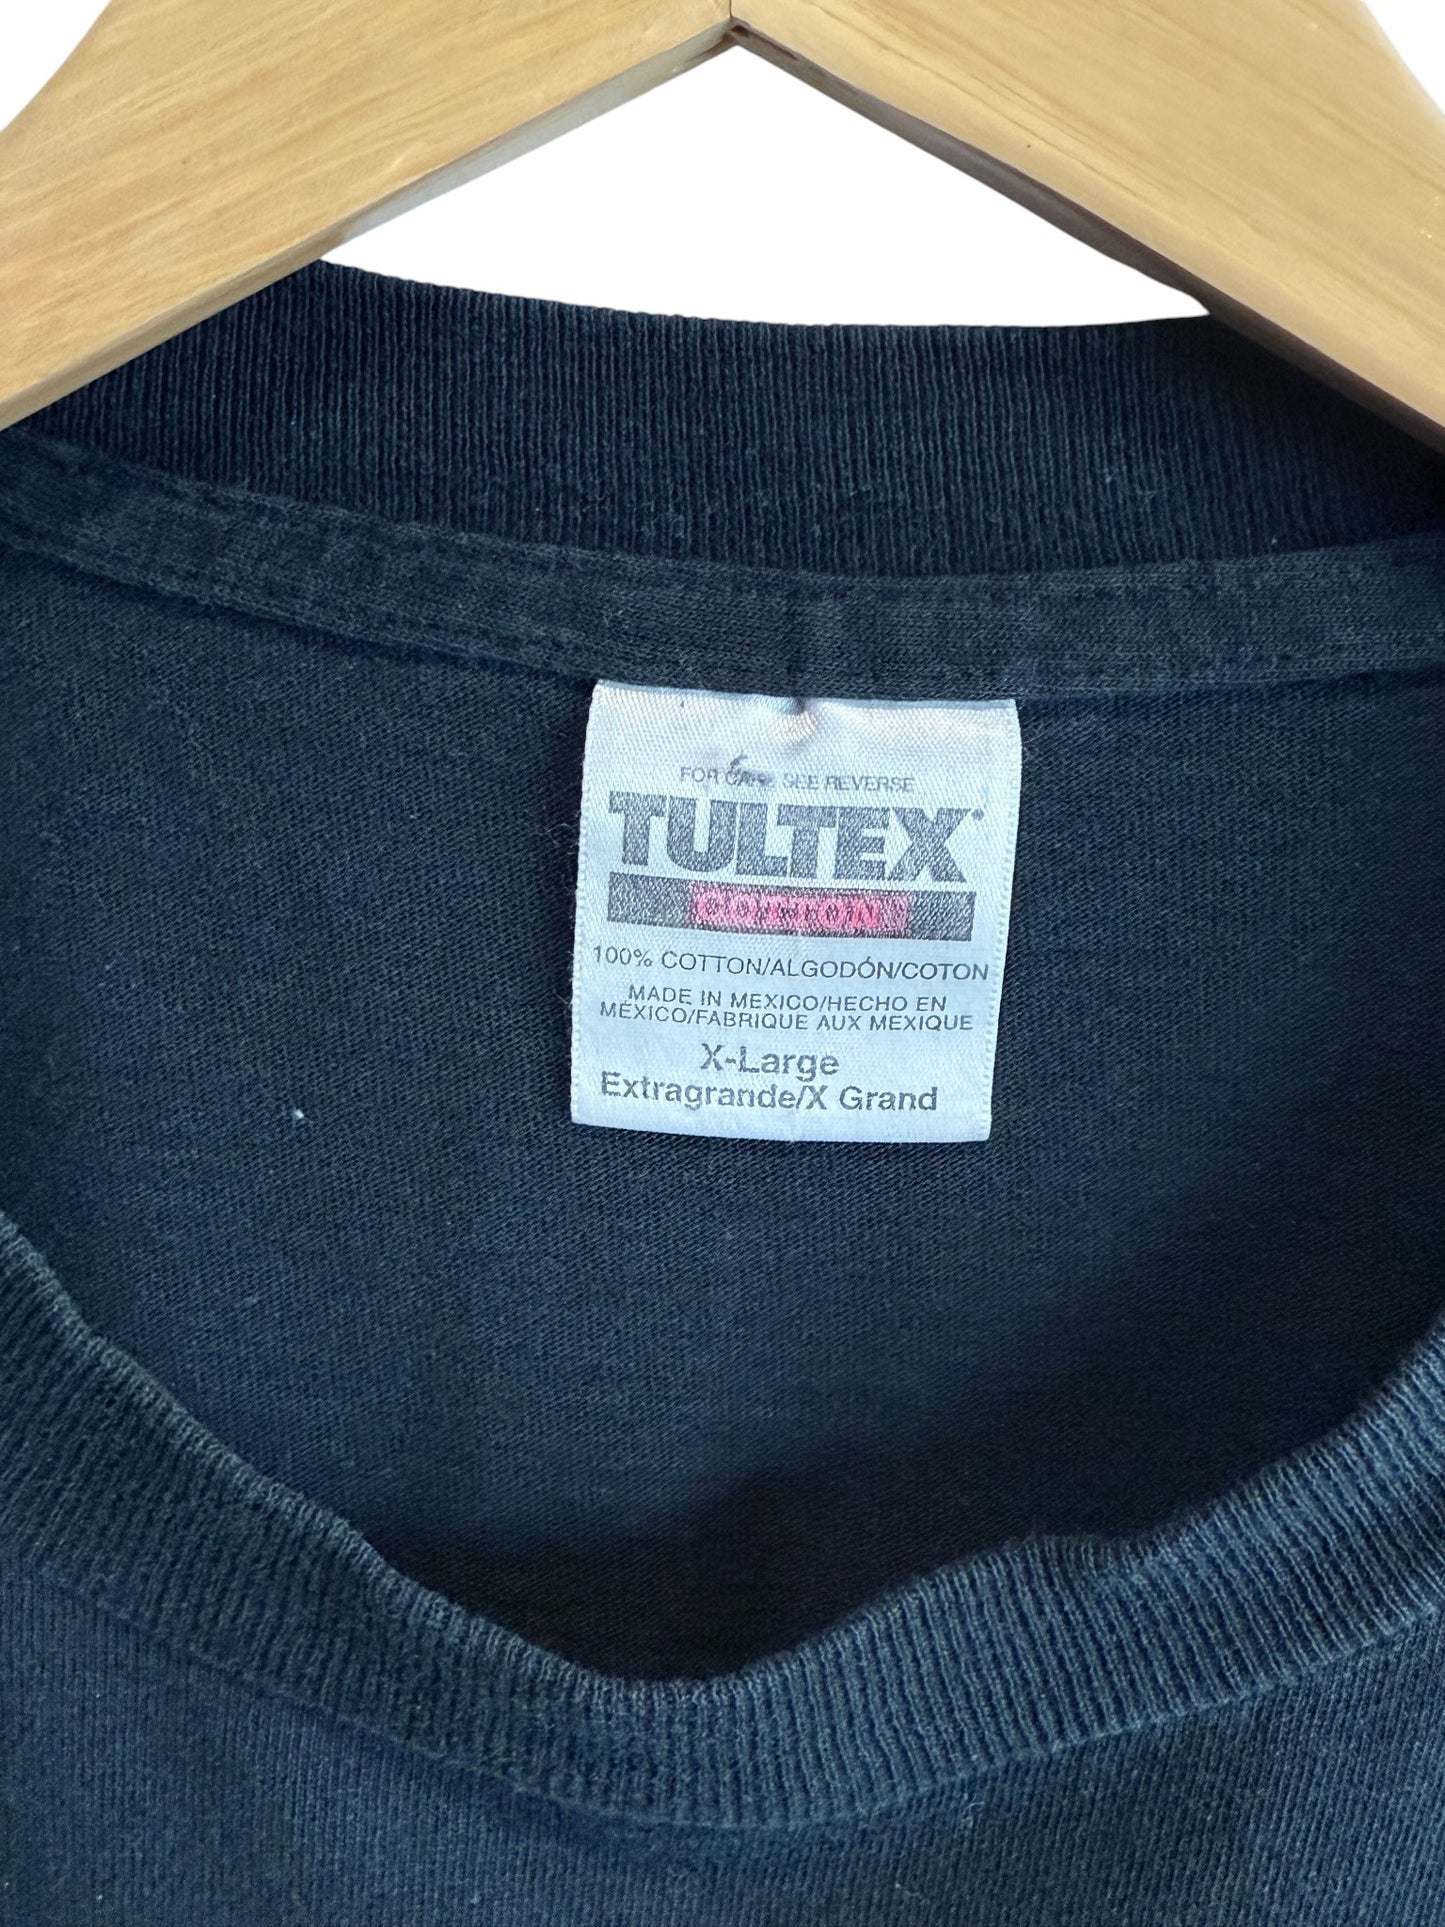 FOR CARE SEE REVERSE
TULTEX®
COTTON
100% COTTON/ALGODÓN/COTON
MADE IN MEXICO/HECHO EN
MÉXICO/FABRIQUE AUX MEXIQUE
X-Large
Extragrande/X Grand